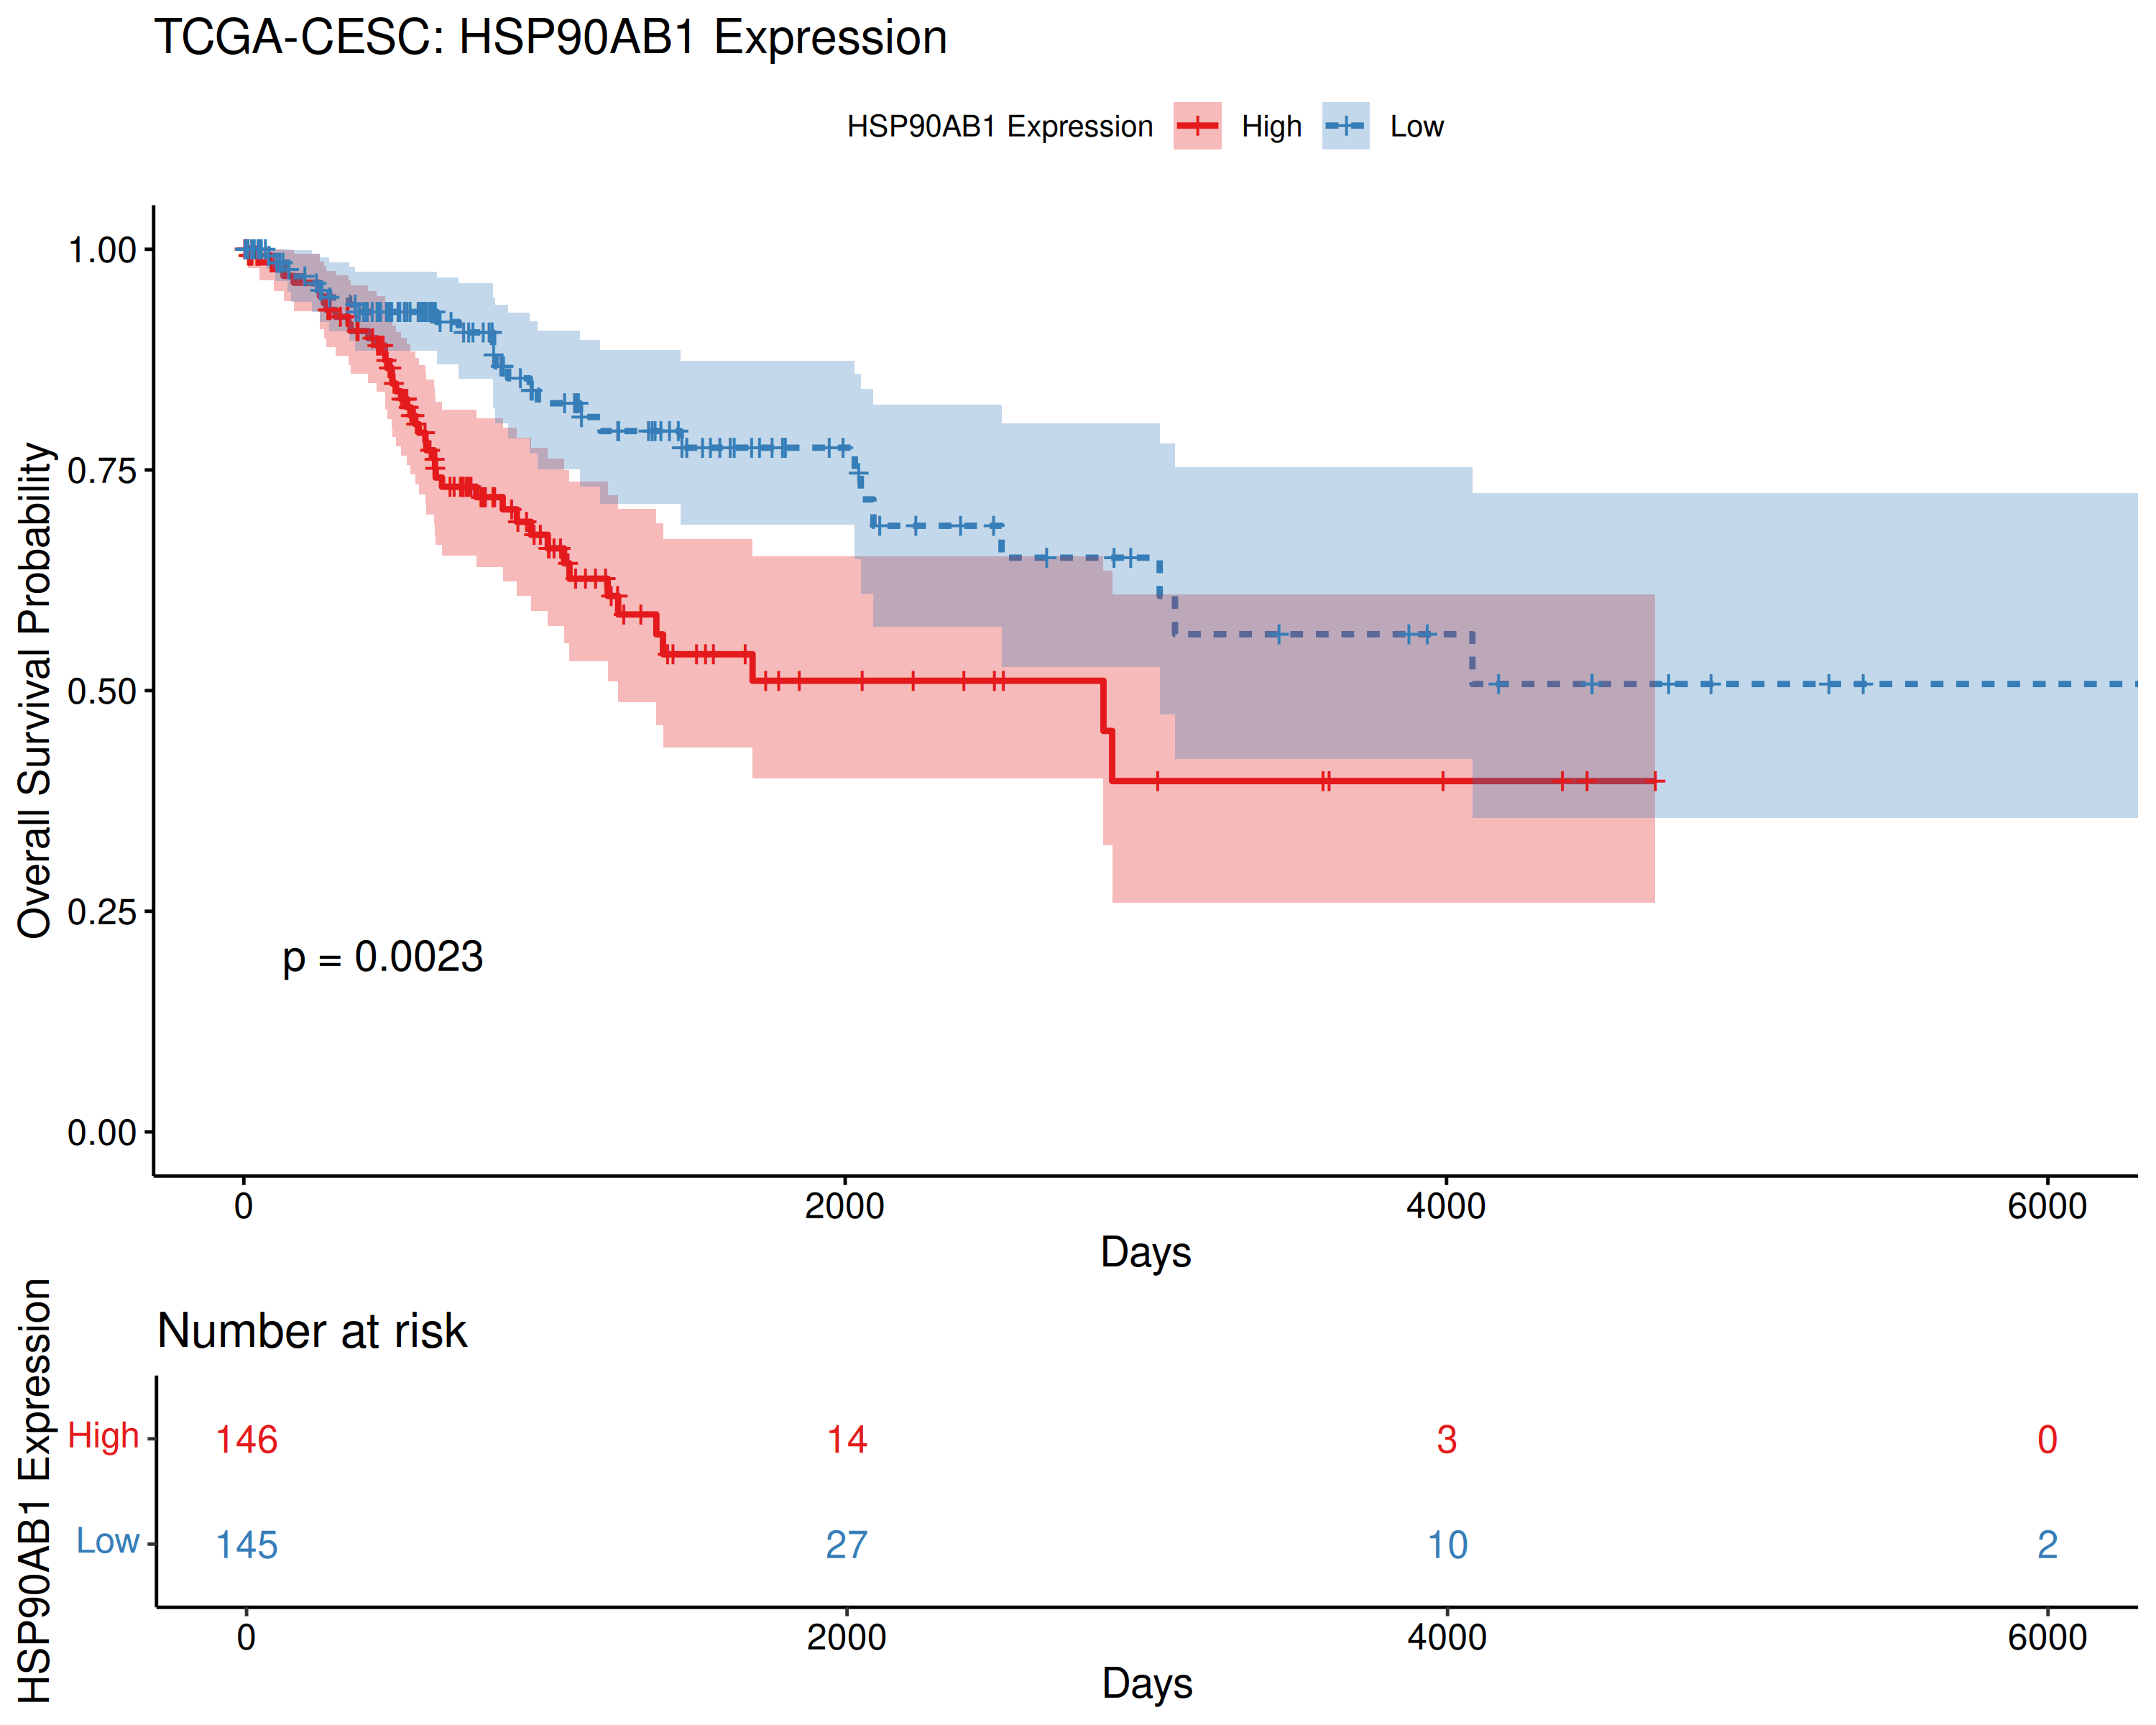 TCGA-CESC: HSP90AB1 Expression
HSP90AB1 Expression High Low
Overall Survival Probability
1.00
0.75
0.50
0.25
0.00
p = 0.0023
0 2000 4000 6000
Days
Number at risk
HSP90AB1 Expression
High 146 14 3 0
Low 145 27 10 2
0 2000 4000 6000
Days